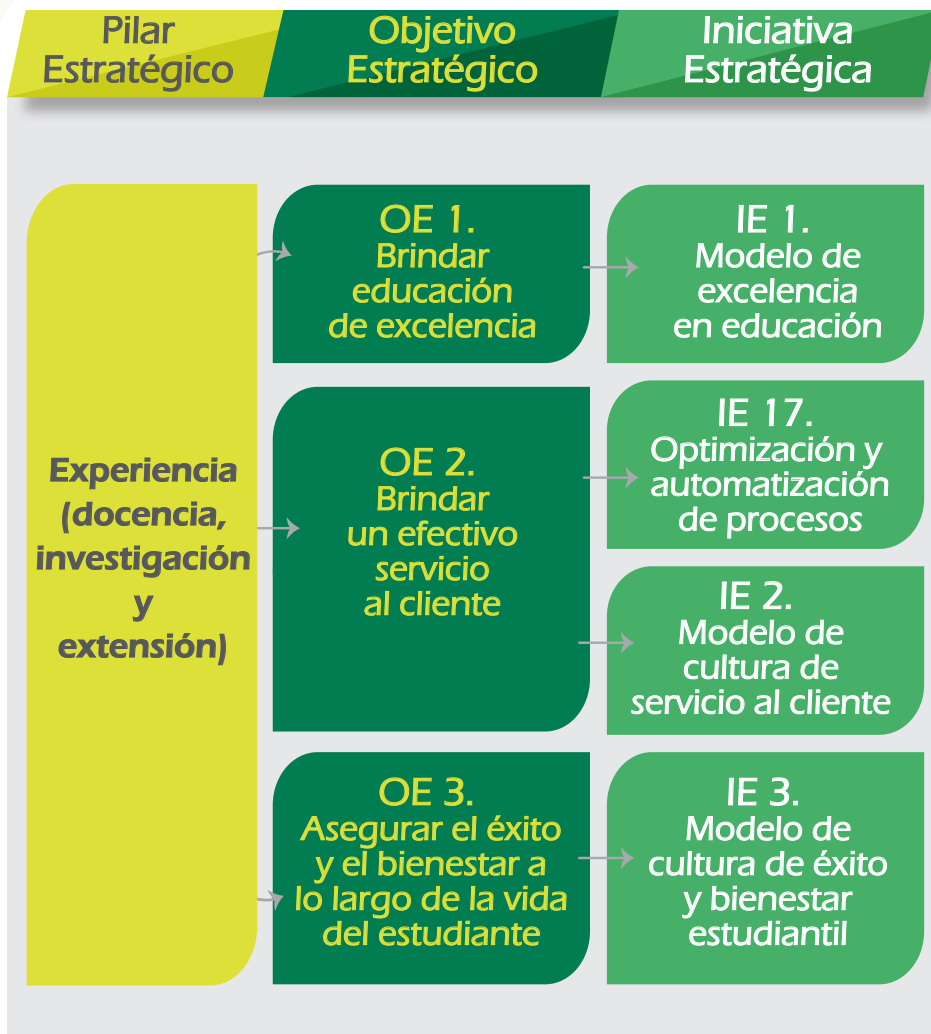 Pilar
Estratégico
Objetivo
Estratégico
Iniciativa
Estratégica
Experiencia
(docencia,
investigación
y
extensión)
OE 1.
Brindar
educación
de excelencia
IE 1.
Modelo de
excelencia
en educación
OE 2.
Brindar
un efectivo
servicio
al cliente
IE 17.
Optimización y
automatización
de procesos
IE 2.
Modelo de
cultura de
servicio al cliente
OE 3.
Asegurar el éxito
y el bienestar a
lo largo de la vida
del estudiante
IE 3.
Modelo de
cultura de éxito
y bienestar
estudiantil